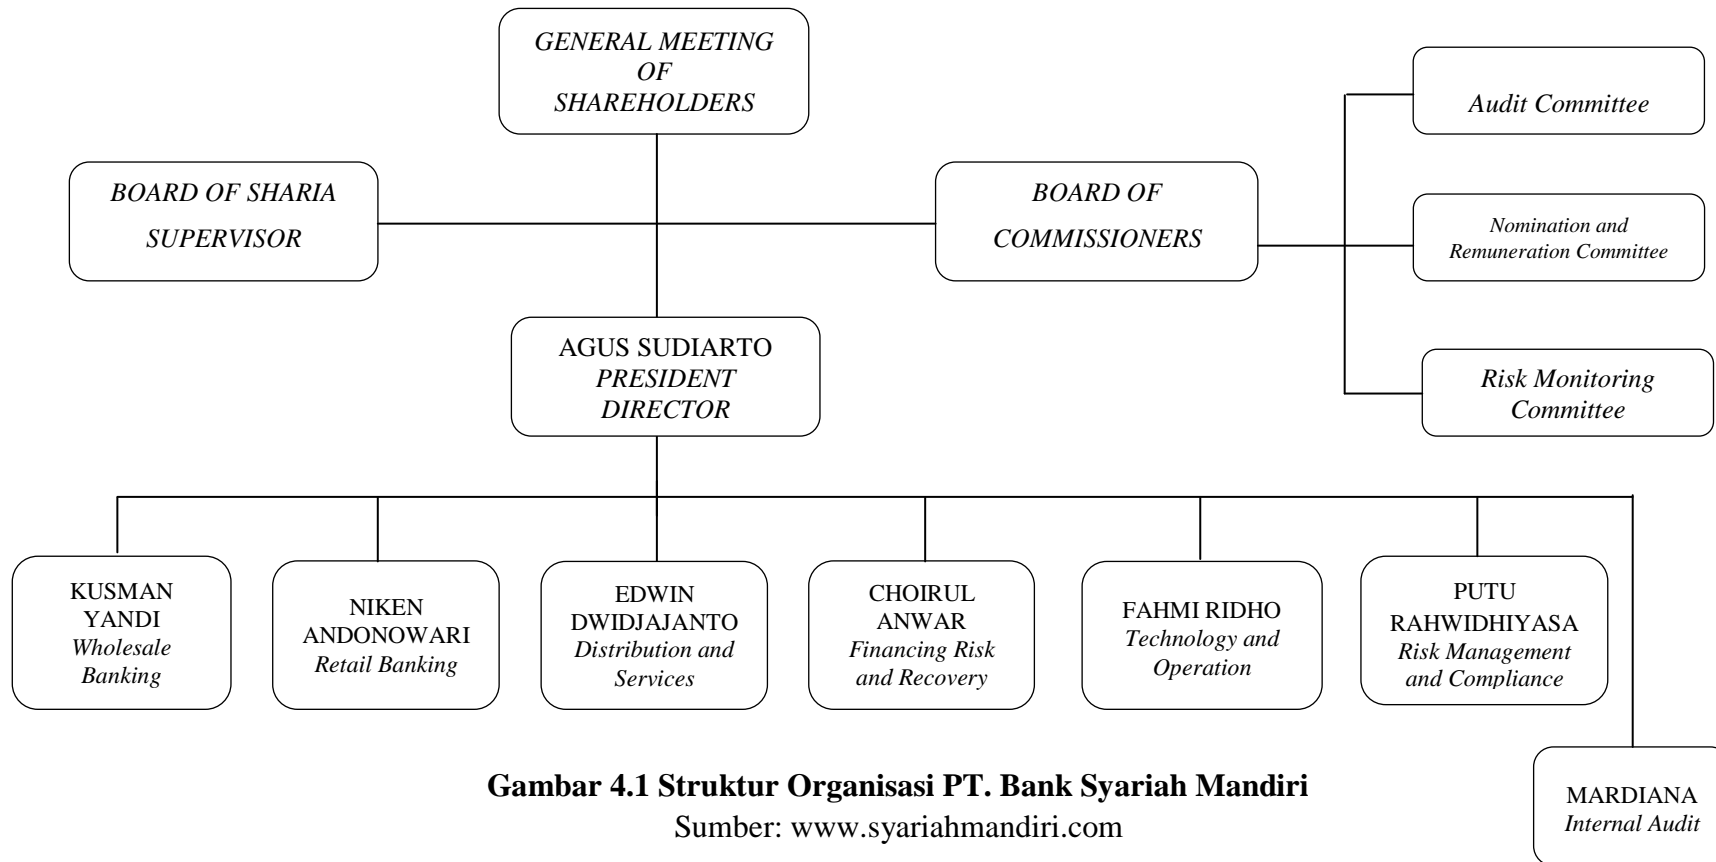 GENERAL MEETING
OF
SHAREHOLDERS
Audit Committee
BOARD OF SHARIA
SUPERVISOR
BOARD OF
COMMISSIONERS
Nomination and
Remuneration Committee
AGUS SUDIARTO
PRESIDENT
DIRECTOR
Risk Monitoring
Committee
KUSMAN
YANDI
Wholesale
Banking
NIKEN
ANDONOWARI
Retail Banking
EDWIN
DWIDJAJANTO
Distribution and
Services
CHOIRUL
ANWAR
Financing Risk
and Recovery
FAHMI RIDHO
Technology and
Operation
PUTU
RAHWIDHIYASA
Risk Management
and Compliance
MARDIANA
Internal Audit
Gambar 4.1 Struktur Organisasi PT. Bank Syariah Mandiri
Sumber: www.syariahmandiri.com